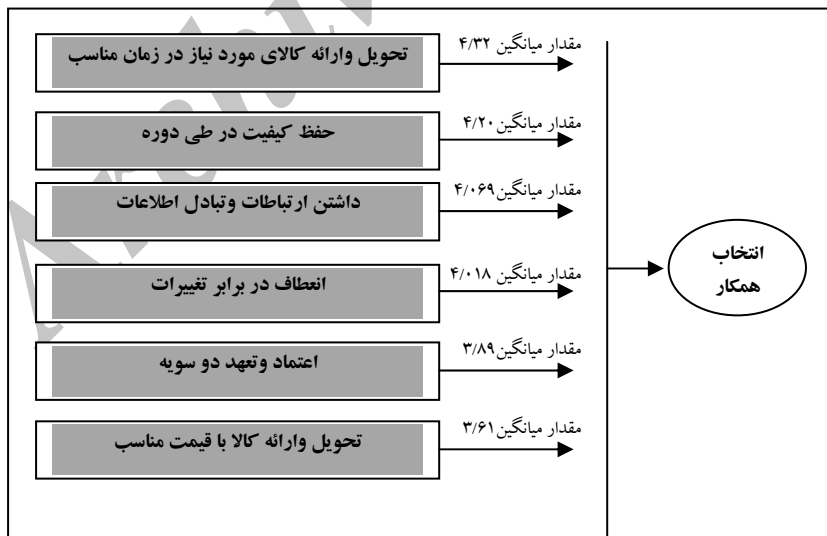 تحویل وارائه کالای مورد نیاز در زمان مناسب
مقدار میانگین ۴/۳۲
حفظ کیفیت در طی دوره
مقدار میانگین ۴/۲۰
داشتن ارتباطات وتبادل اطلاعات
مقدار میانگین ۴/۰۶۹
انعطاف در برابر تغییرات
مقدار میانگین ۴/۰۱۸
اعتماد وتعهد دو سویه
مقدار میانگین ۳/۸۹
تحویل وارائه کالا با قیمت مناسب
مقدار میانگین ۳/۶۱
انتخاب
همکار